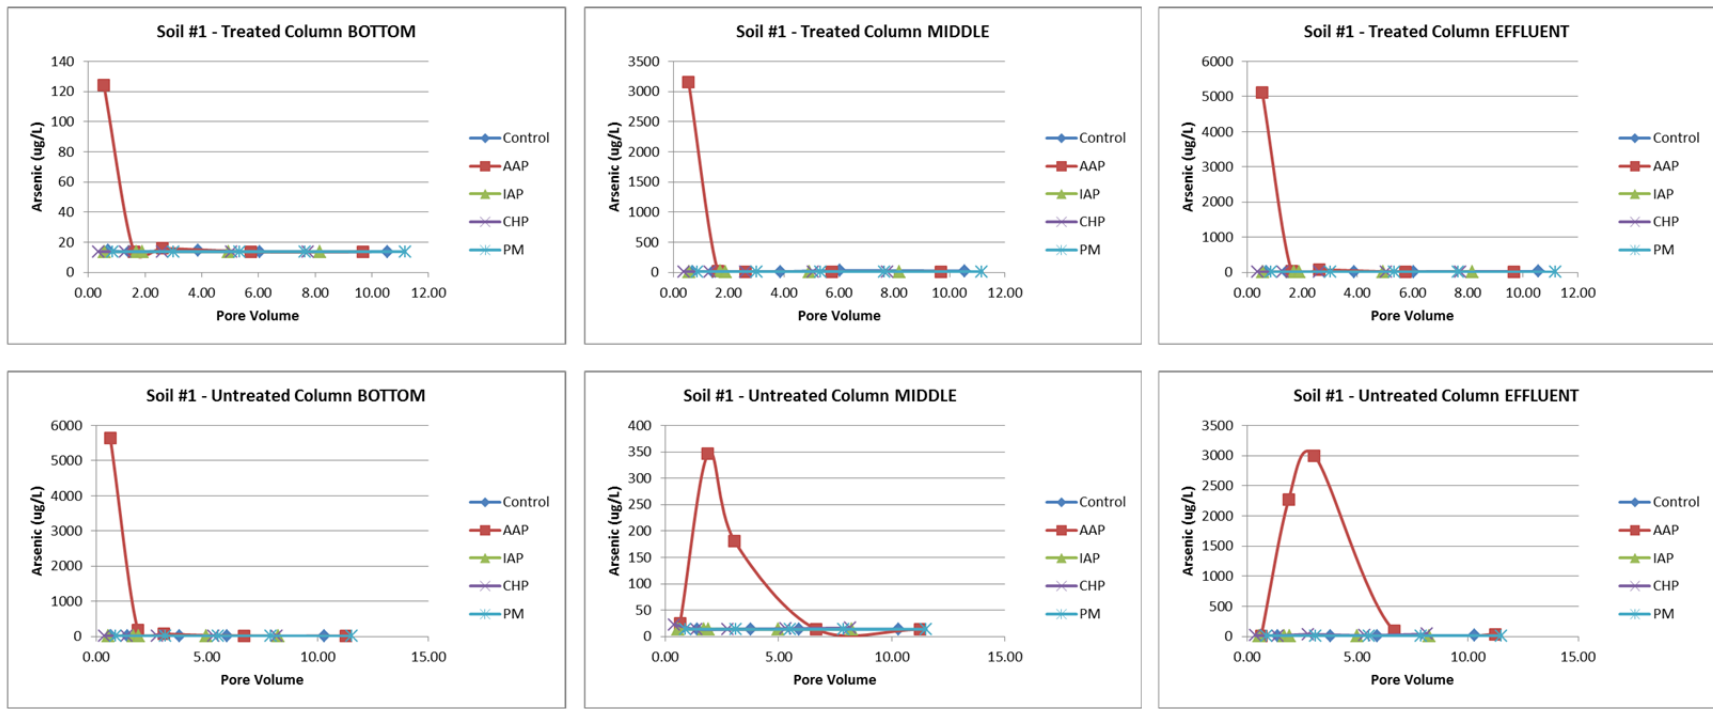 Soil #1 - Treated Column BOTTOM
Arsenic (ug/L)
140
120
100
80
60
40
20
0
0.00 2.00 4.00 6.00 8.00 10.00 12.00
Pore Volume
Control
AAP
IAP
CHP
PM
Soil #1 - Treated Column MIDDLE
Arsenic (ug/L)
3500
3000
2500
2000
1500
1000
500
0
0.00 2.00 4.00 6.00 8.00 10.00 12.00
Pore Volume
Control
AAP
IAP
CHP
PM
Soil #1 - Treated Column EFFLUENT
Arsenic (ug/L)
6000
5000
4000
3000
2000
1000
0
0.00 2.00 4.00 6.00 8.00 10.00 12.00
Pore Volume
Control
AAP
IAP
CHP
PM
Soil #1 - Untreated Column BOTTOM
Arsenic (ug/L)
6000
5000
4000
3000
2000
1000
0
0.00 5.00 10.00 15.00
Pore Volume
Control
AAP
IAP
CHP
PM
Soil #1 - Untreated Column MIDDLE
Arsenic (ug/L)
400
350
300
250
200
150
100
50
0
0.00 5.00 10.00 15.00
Pore Volume
Control
AAP
IAP
CHP
PM
Soil #1 - Untreated Column EFFLUENT
Arsenic (ug/L)
3500
3000
2500
2000
1500
1000
500
0
0.00 5.00 10.00 15.00
Pore Volume
Control
AAP
IAP
CHP
PM